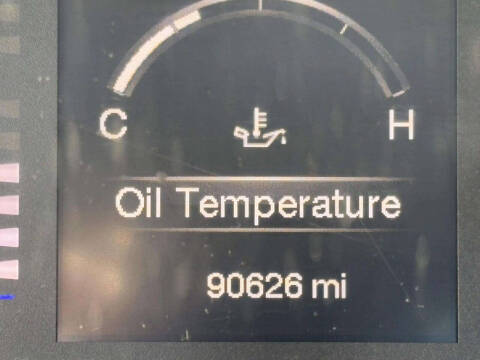 C H
Oil Temperature
90626 mi